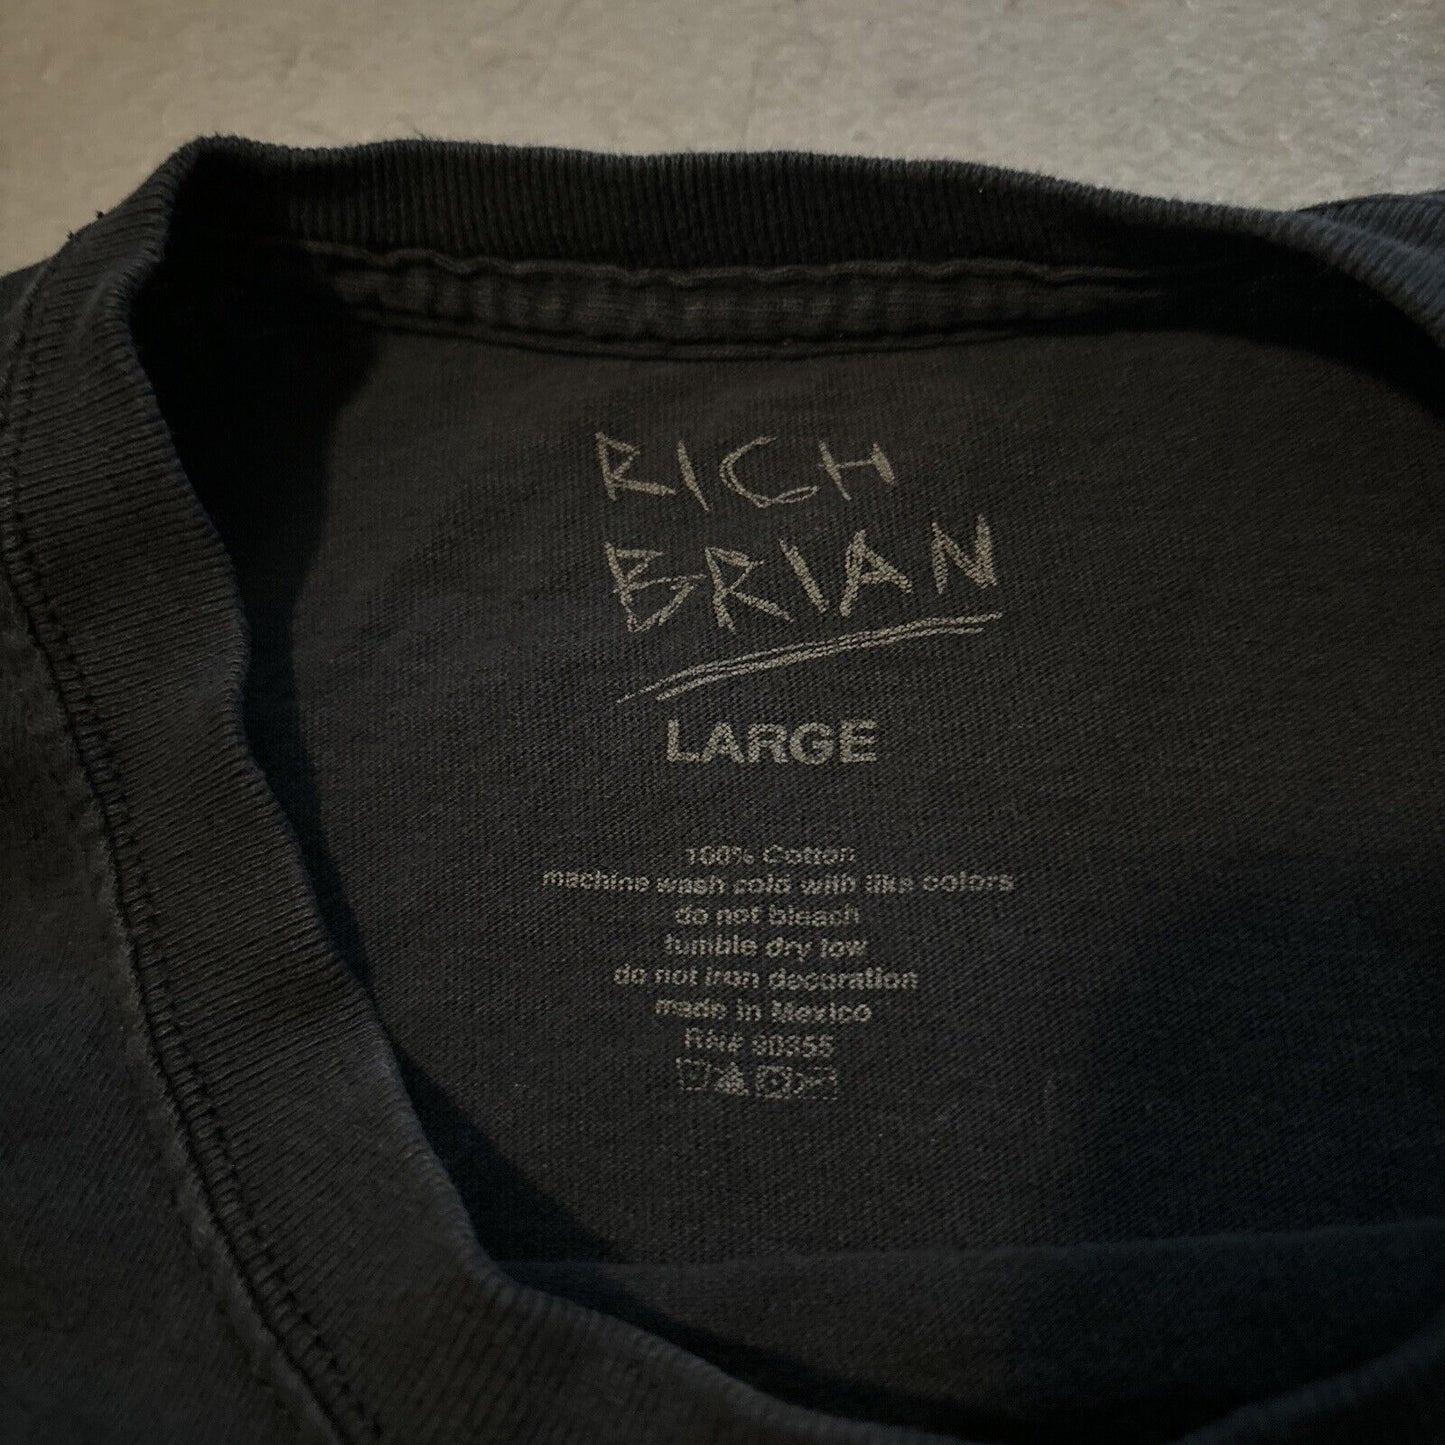 RICH
BRIAN
LARGE
100% Cotton
machine wash cold with like colors
do not bleach
tumble dry low
do not iron decoration
made in Mexico
RN# 90355